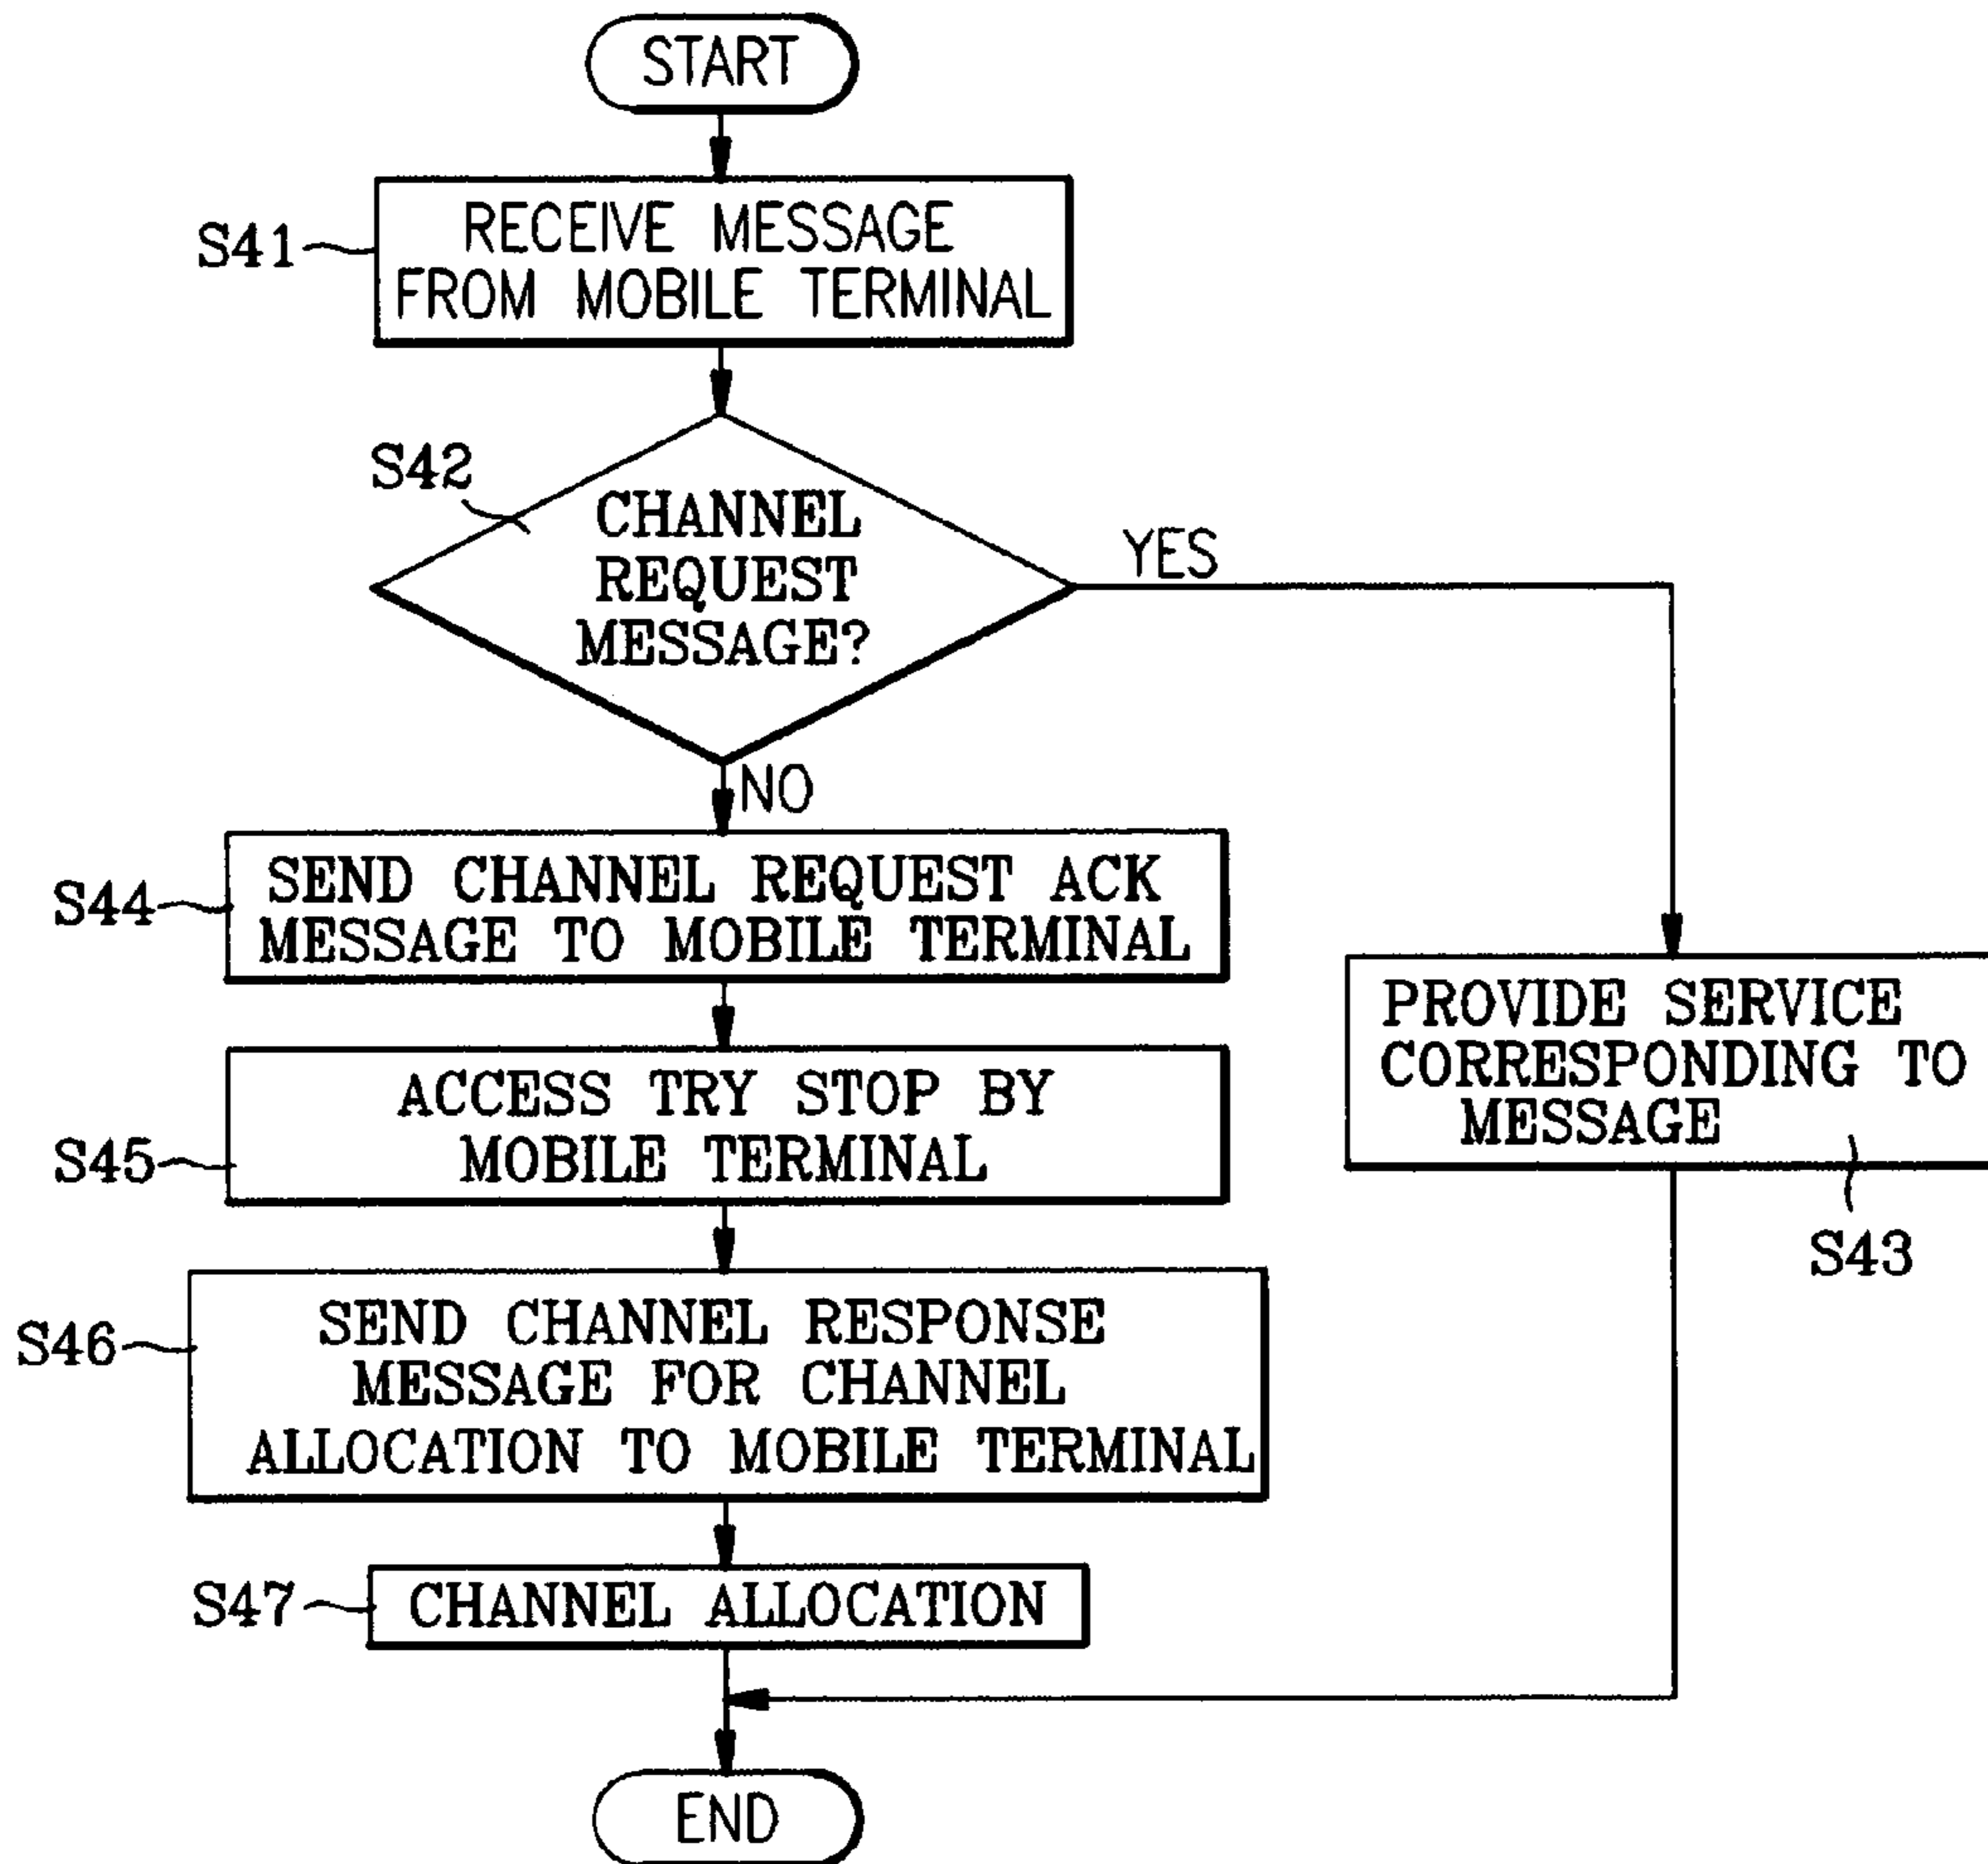 START
S41
RECEIVE MESSAGE
FROM MOBILE TERMINAL
S42
CHANNEL
REQUEST
MESSAGE?
YES
NO
S44
SEND CHANNEL REQUEST ACK
MESSAGE TO MOBILE TERMINAL
PROVIDE SERVICE
CORRESPONDING TO
MESSAGE
S43
S45
ACCESS TRY STOP BY
MOBILE TERMINAL
S46
SEND CHANNEL RESPONSE
MESSAGE FOR CHANNEL
ALLOCATION TO MOBILE TERMINAL
S47
CHANNEL ALLOCATION
END